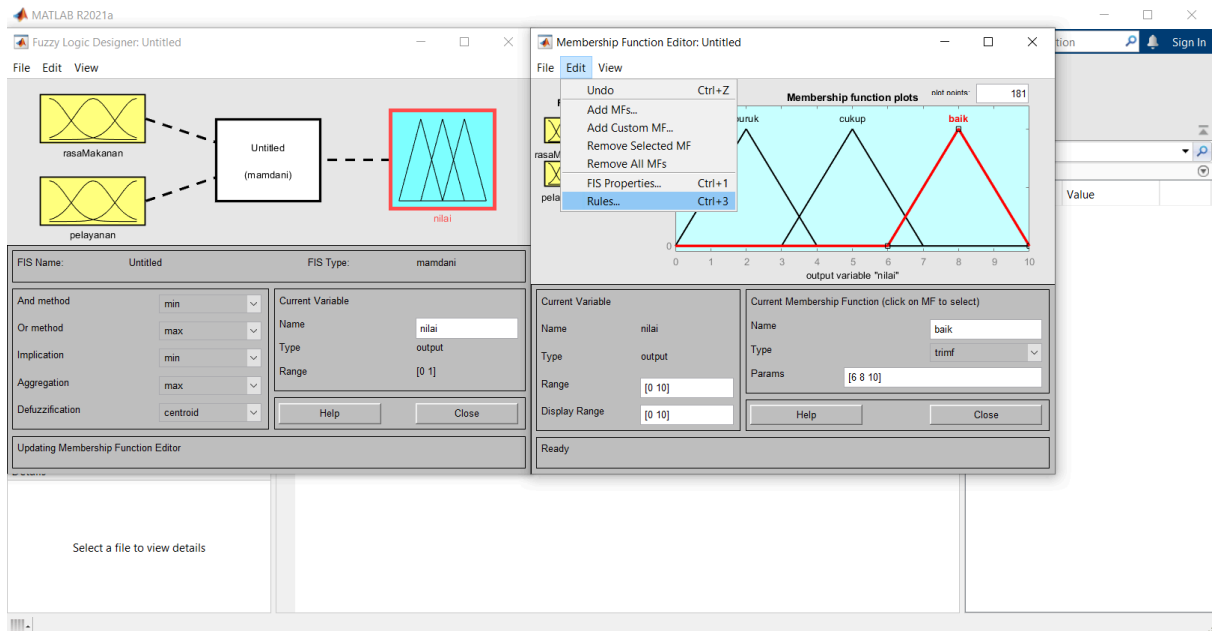 MATLAB R2021a
Fuzzy Logic Designer: Untitled
File Edit View
rasaMakanan
pelayanan
Untitled
(mamdani)
nilai
FIS Name: Untitled FIS Type: mamdani
And method min
Or method max
Implication min
Aggregation max
Defuzzification centroid
Current Variable
Name nilai
Type output
Range [0 1]
Help Close
Updating Membership Function Editor
Membership Function Editor: Untitled
File Edit View
Undo Ctrl+Z
Add MFs...
Add Custom MF...
Remove Selected MF
Remove All MFs
FIS Properties... Ctrl+1
Rules... Ctrl+3
Membership function plots plot points: 181
uruk cukup baik
0
0 1 2 3 4 5 6 7 8 9 10
output variable "nilai"
Current Variable
Name nilai
Type output
Range [0 10]
Display Range [0 10]
Current Membership Function (click on MF to select)
Name baik
Type trimf
Params [6 8 10]
Help Close
Ready
tion Sign In
Value
Select a file to view details